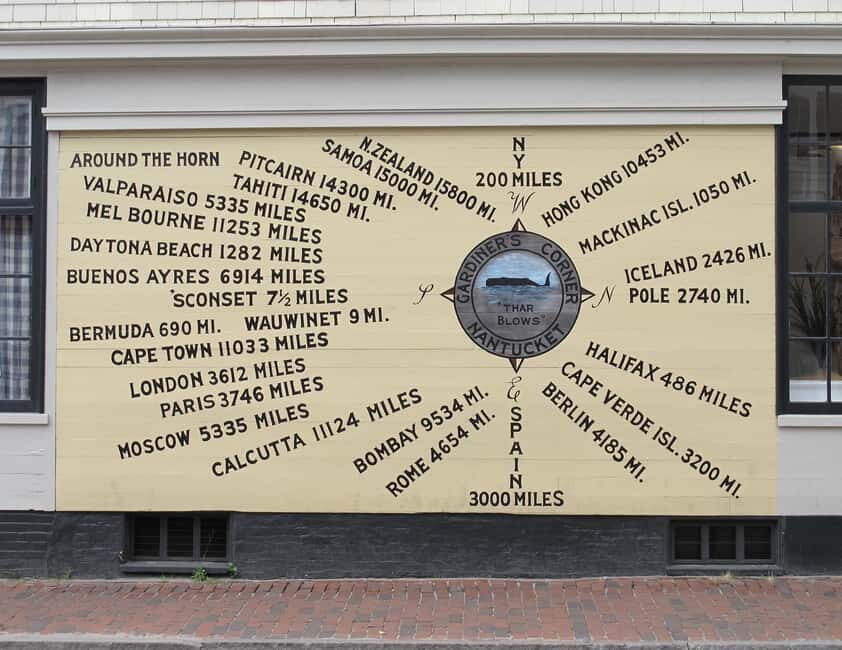 AROUND THE HORN
PITCAIRN 14300 MI.
TAHITI 14650 MI.
SAMOA 15000 MI.
N.ZEALAND 15800 MI.
VALPARAISO 5335 MILES
MEL BOURNE 11253 MILES
DAYTONA BEACH 1282 MILES
BUENOS AYRES 6914 MILES
'SCONSET 7½ MILES
BERMUDA 690 MI.
WAUWINET 9 MI.
CAPE TOWN 11033 MILES
LONDON 3612 MILES
PARIS 3746 MILES
MOSCOW 5335 MILES
CALCUTTA 11124 MILES
BOMBAY 9534 MI.
ROME 4654 MI.
NY
200 MILES
W
S
N
E
GARDINER'S CORNER
"THAR
BLOWS"
NANTUCKET
SPAIN
3000 MILES
HONG KONG 10453 MI.
MACKINAC ISL. 1050 MI.
ICELAND 2426 MI.
POLE 2740 MI.
HALIFAX 486 MILES
CAPE VERDE ISL. 3200 MI.
BERLIN 4185 MI.